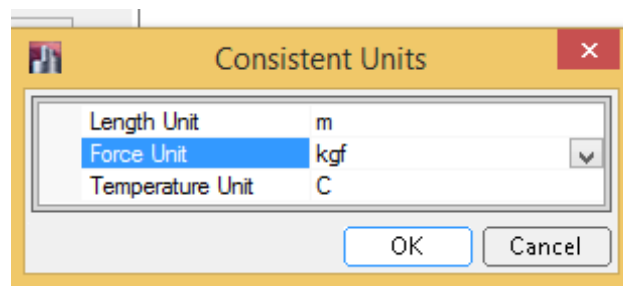 Consistent Units
Length Unit m
Force Unit kgf
Temperature Unit C
OK Cancel